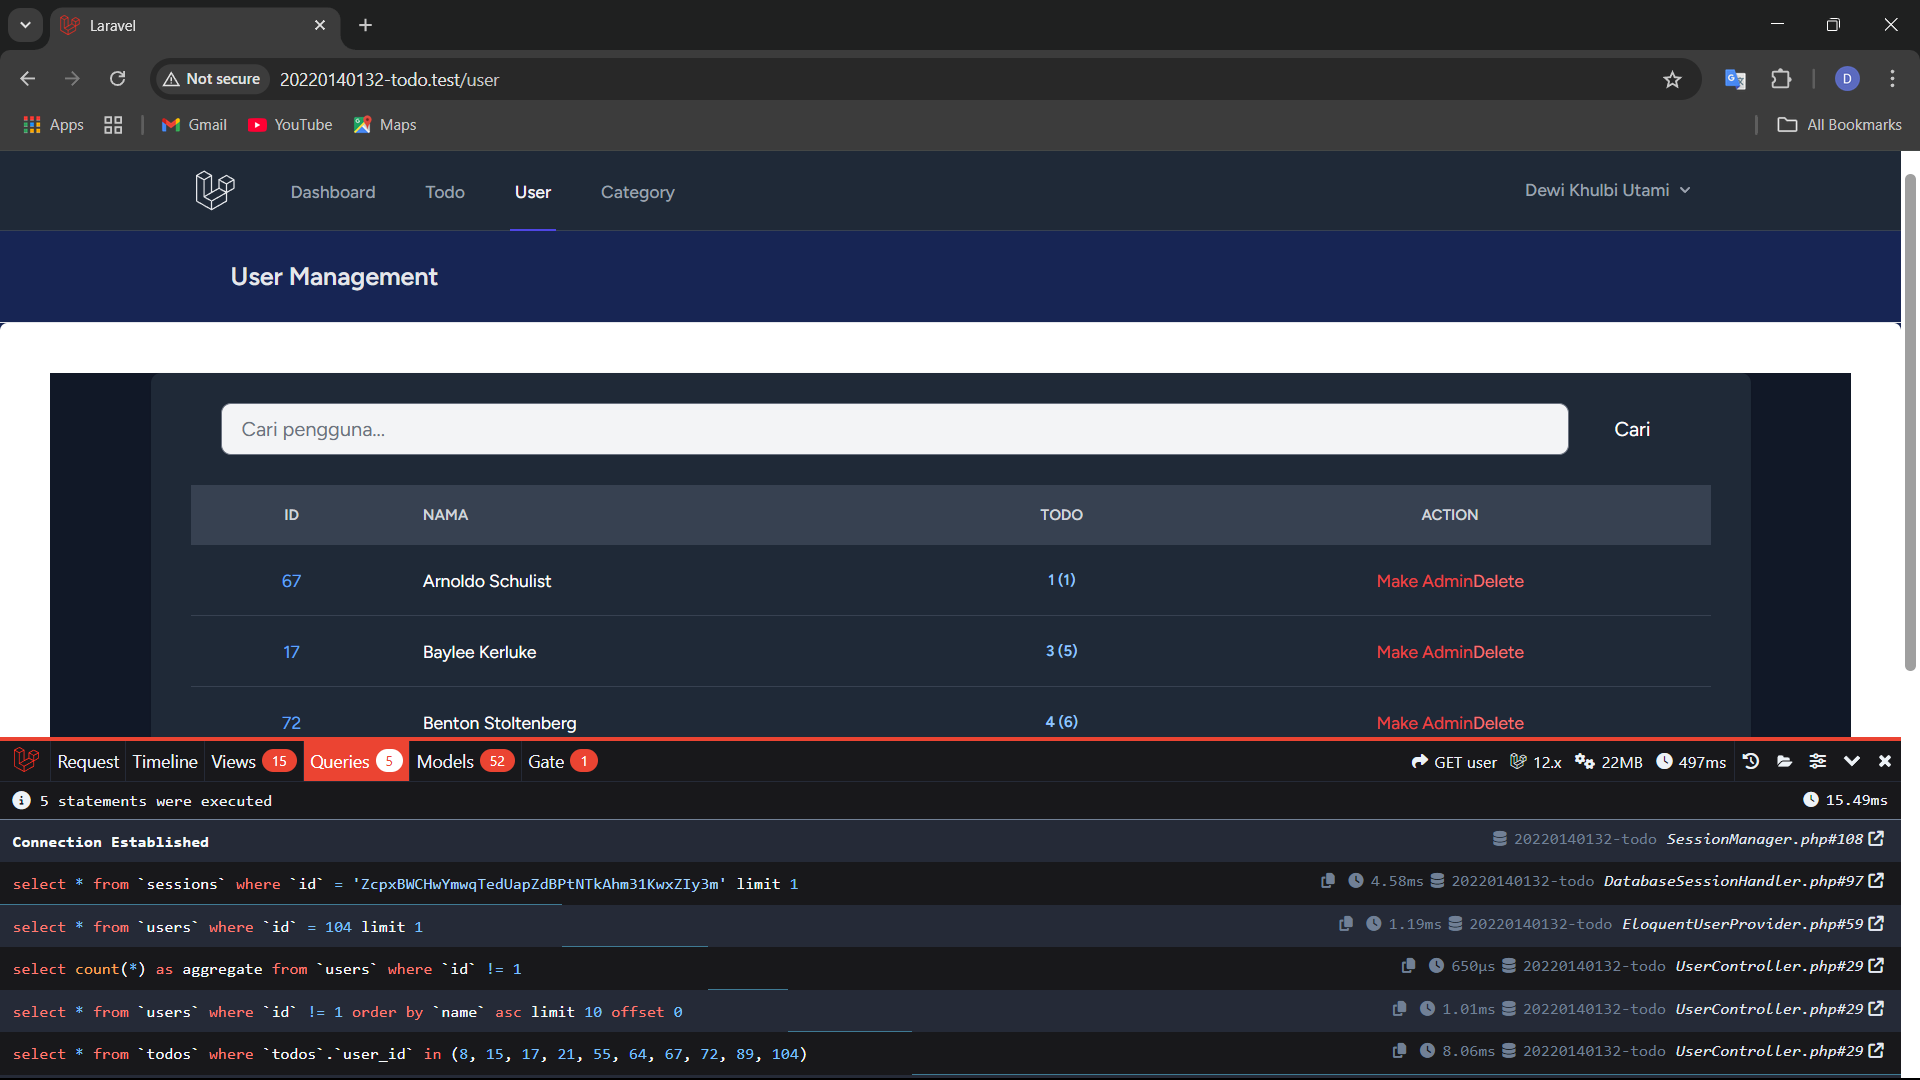 Laravel
Not secure 20220140132-todo.test/user D
Apps Gmail YouTube Maps All Bookmarks
Dashboard Todo User Category Dewi Khulbi Utami
User Management
Cari pengguna... Cari
ID NAMA TODO ACTION
67 Arnoldo Schulist 1 (1) Make AdminDelete
17 Baylee Kerluke 3 (5) Make AdminDelete
72 Benton Stoltenberg 4 (6) Make AdminDelete
Request Timeline Views 15 Queries 5 Models 52 Gate 1 GET user 12.x 22MB 497ms
5 statements were executed 15.49ms
Connection Established 20220140132-todo SessionManager.php#108
select * from `sessions` where `id` = 'ZcpxBWCHwYmwqTedUapZdBPtNTkAhm31KwxZIy3m' limit 1 4.58ms 20220140132-todo DatabaseSessionHandler.php#97
select * from `users` where `id` = 104 limit 1 1.19ms 20220140132-todo EloquentUserProvider.php#59
select count(*) as aggregate from `users` where `id` != 1 650μs 20220140132-todo UserController.php#29
select * from `users` where `id` != 1 order by `name` asc limit 10 offset 0 1.01ms 20220140132-todo UserController.php#29
select * from `todos` where `todos`.`user_id` in (8, 15, 17, 21, 55, 64, 67, 72, 89, 104) 8.06ms 20220140132-todo UserController.php#29